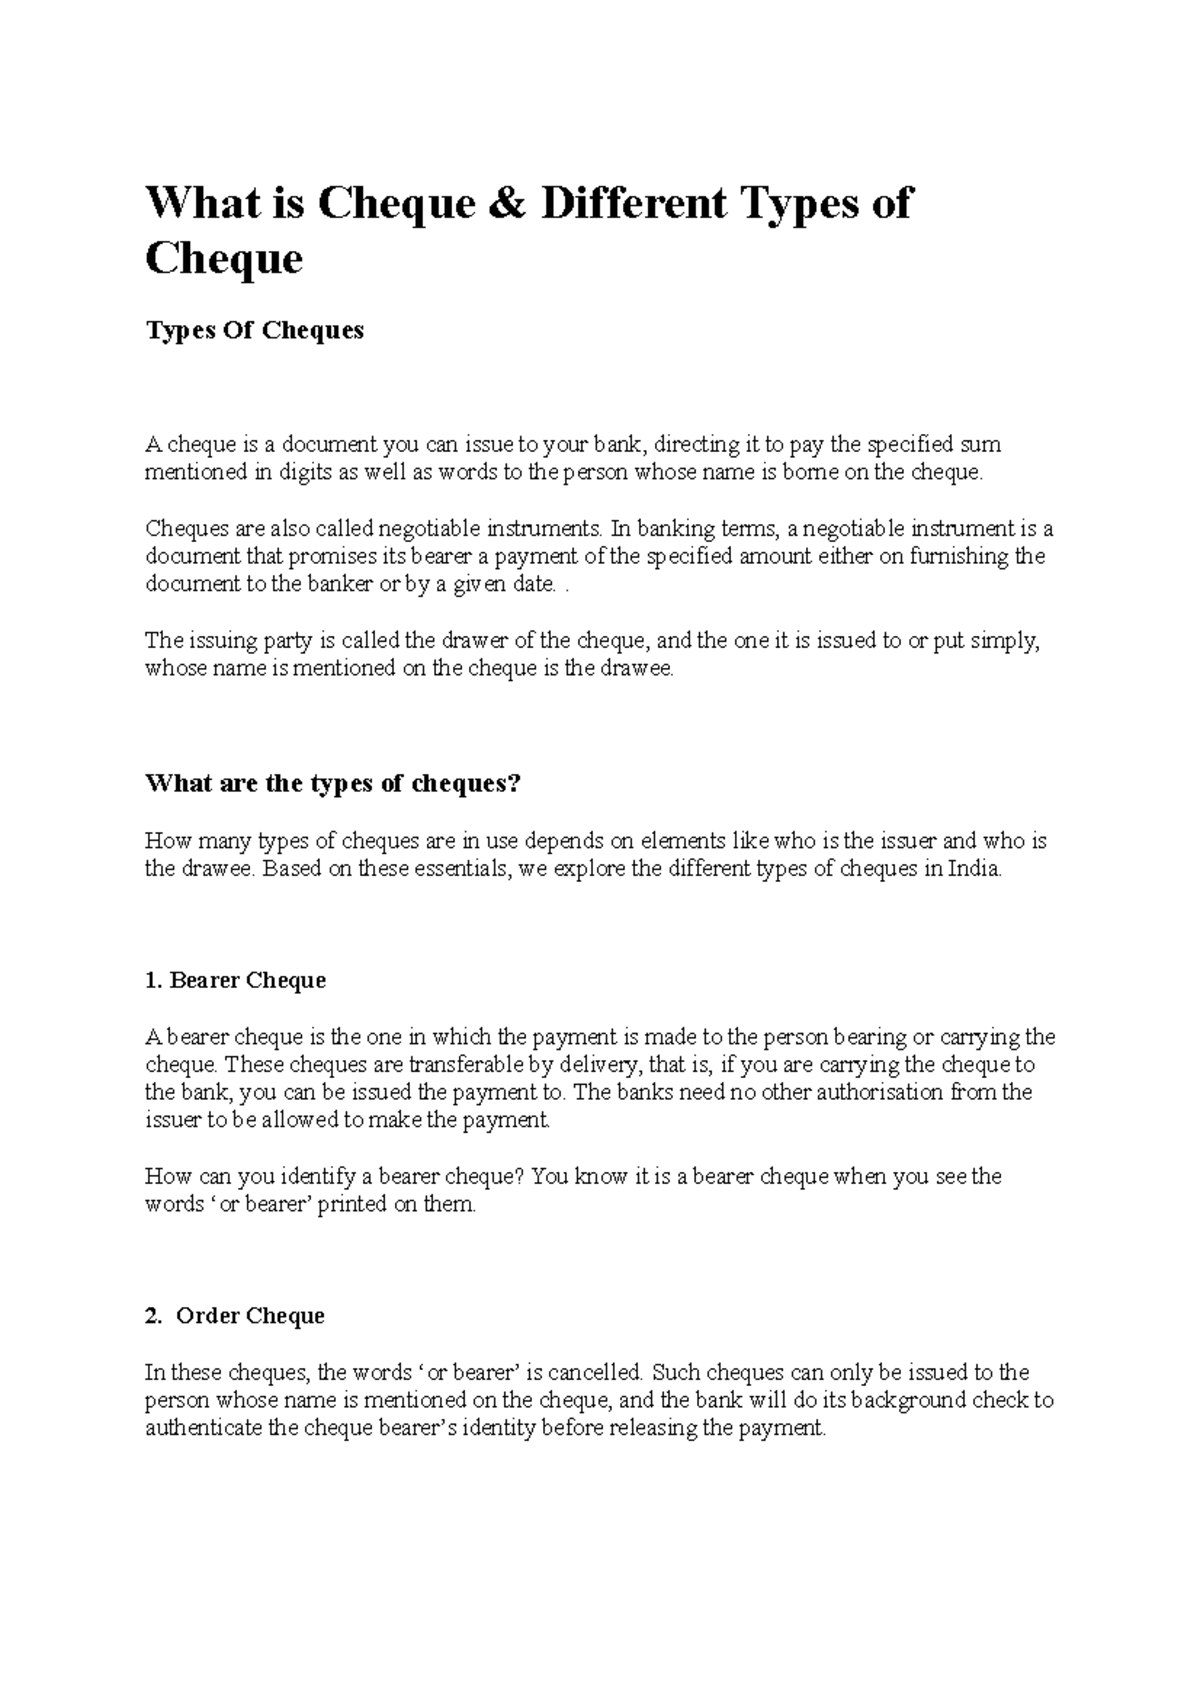 What is Cheque & Different Types of
Cheque
Types Of Cheques
A cheque is a document you can issue to your bank, directing it to pay the specified sum
mentioned in digits as well as words to the person whose name is borne on the cheque.
Cheques are also called negotiable instruments. In banking terms, a negotiable instrument is a
document that promises its bearer a payment of the specified amount either on furnishing the
document to the banker or by a given date. .
The issuing party is called the drawer of the cheque, and the one it is issued to or put simply,
whose name is mentioned on the cheque is the drawee.
What are the types of cheques?
How many types of cheques are in use depends on elements like who is the issuer and who is
the drawee. Based on these essentials, we explore the different types of cheques in India.
1. Bearer Cheque
A bearer cheque is the one in which the payment is made to the person bearing or carrying the
cheque. These cheques are transferable by delivery, that is, if you are carrying the cheque to
the bank, you can be issued the payment to. The banks need no other authorisation from the
issuer to be allowed to make the payment.
How can you identify a bearer cheque? You know it is a bearer cheque when you see the
words ‘or bearer’ printed on them.
2. Order Cheque
In these cheques, the words ‘or bearer’ is cancelled. Such cheques can only be issued to the
person whose name is mentioned on the cheque, and the bank will do its background check to
authenticate the cheque bearer’s identity before releasing the payment.